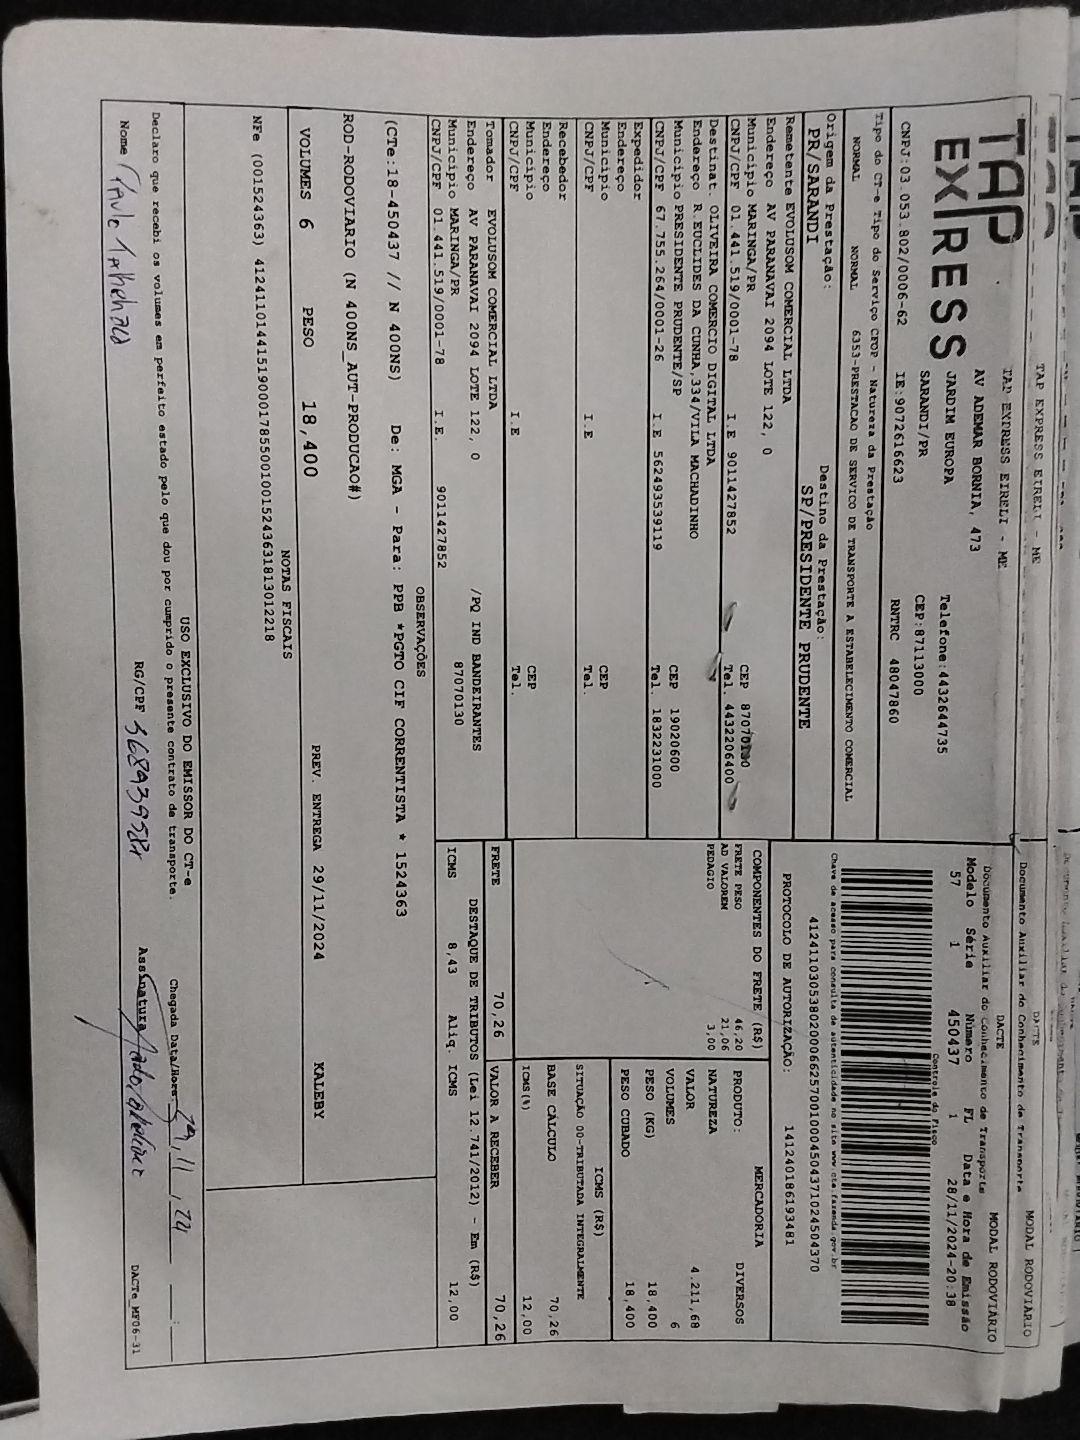 TAP EXPRESS
TAP EXPRESS EIRELI - ME
AV ADEMAR BORNIA, 473
JARDIM EUROPA Telefone:4432644735
SARANDI/PR CEP:87113000
CNPJ:03.053.802/0006-62 IE:9072616623 RNTRC 48047860
DACTE MODAL RODOVIÁRIO
Documento Auxiliar do Conhecimento de Transporte
Modelo Série Número FL Data e Hora de Emissão
57 1 450437 1 28/11/2024-20:38
Controle do Fisco
Chave de acesso para consulta de autenticidade no site www.cte.fazenda.gov.br
41241103053802000662570010004504371024504370
PROTOCOLO DE AUTORIZAÇÃO: 141240186193481
Tipo do CT-e Tipo do Serviço CFOP - Natureza da Prestação
NORMAL NORMAL 6353-PRESTACAO DE SERVICO DE TRANSPORTE A ESTABELECIMENTO COMERCIAL
Origem da Prestação: Destino da Prestação:
PR/SARANDI SP/PRESIDENTE PRUDENTE
Remetente EVOLUSOM COMERCIAL LTDA
Endereço AV PARANAVAI 2094 LOTE 122, 0
Municipio MARINGA/PR CEP 87070130
CNPJ/CPF 01.441.519/0001-78 I.E 9011427852 Tel. 4432206400
Destinat. OLIVEIRA COMERCIO DIGITAL LTDA
Endereço R.EUCLIDES DA CUNHA,334/VILA MACHADINHO
Municipio PRESIDENTE PRUDENTE/SP CEP 19020600
CNPJ/CPF 67.755.264/0001-26 I.E 562493539119 Tel. 1832231000
Expedidor
Endereço
Municipio CEP
CNPJ/CPF I.E Tel.
Recebedor
Endereço
Municipio CEP
CNPJ/CPF I.E Tel.
Tomador EVOLUSOM COMERCIAL LTDA
Endereço AV PARANAVAI 2094 LOTE 122, 0 /PQ IND BANDEIRANTES
Municipio MARINGA/PR 87070130
CNPJ/CPF 01.441.519/0001-78 I.E. 9011427852
COMPONENTES DO FRETE (R$)
FRETE PESO 46,20
AD VALOREM 21,06
PEDAGIO 3,00
MERCADORIA
PRODUTO: DIVERSOS
NATUREZA
VALOR 4.211,68
VOLUMES 6
PESO (KG) 18,400
PESO CUBADO 18,400
ICMS (R$)
SITUAÇÃO 00-TRIBUTADA INTEGRALMENTE
BASE CÁLCULO 70,26
ICMS(%) 12,00
FRETE 70,26 VALOR A RECEBER 70,26
DESTAQUE DE TRIBUTOS (Lei 12.741/2012) - Em (R$)
ICMS 8,43 Aliq. ICMS 12,00
OBSERVAÇÕES
(CTe:18-450437 // N 400NS) De: MGA - Para: PPB *PGTO CIF CORRENTISTA * 1524363
ROD-RODOVIARIO (N 400NS_AUT-PRODUCAO#)
VOLUMES 6 PESO 18,400 PREV. ENTREGA 29/11/2024 KALEBY
NOTAS FISCAIS
NFe (001524363) 41241101441519000178550010015243631813012218
USO EXCLUSIVO DO EMISSOR DO CT-e
Declaro que recebi os volumes em perfeito estado pelo que dou por cumprido o presente contrato de transporte.
Chegada Data/Hora: 29,11,24
Nome RG/CPF Assinatura
DACTe_MF06-31